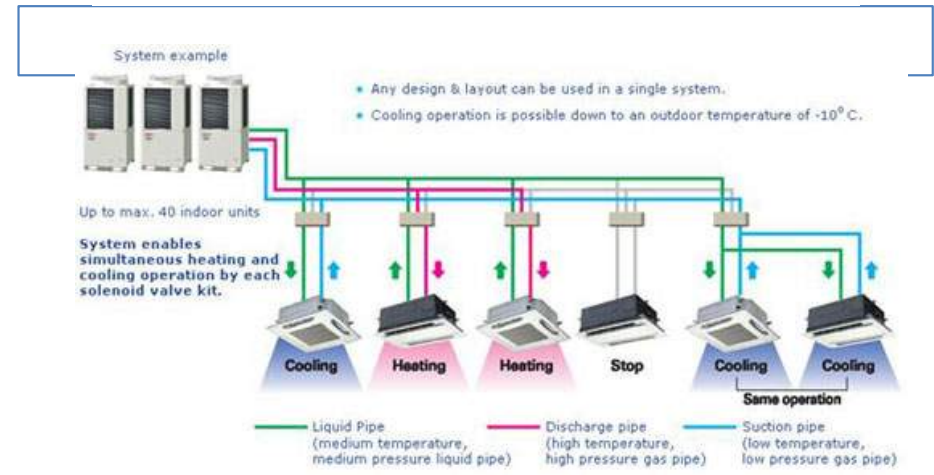 System example
• Any design & layout can be used in a single system.
• Cooling operation is possible down to an outdoor temperature of -10⁰ C.
Up to max. 40 indoor units
System enables
simultaneous heating and
cooling operation by each
solenoid valve kit.
Cooling
Heating
Heating
Stop
Cooling
Cooling
Same operation
Liquid Pipe
(medium temperature,
medium pressure liquid pipe)
Discharge pipe
(high temperature,
high pressure gas pipe)
Suction pipe
(low temperature,
low pressure gas pipe)